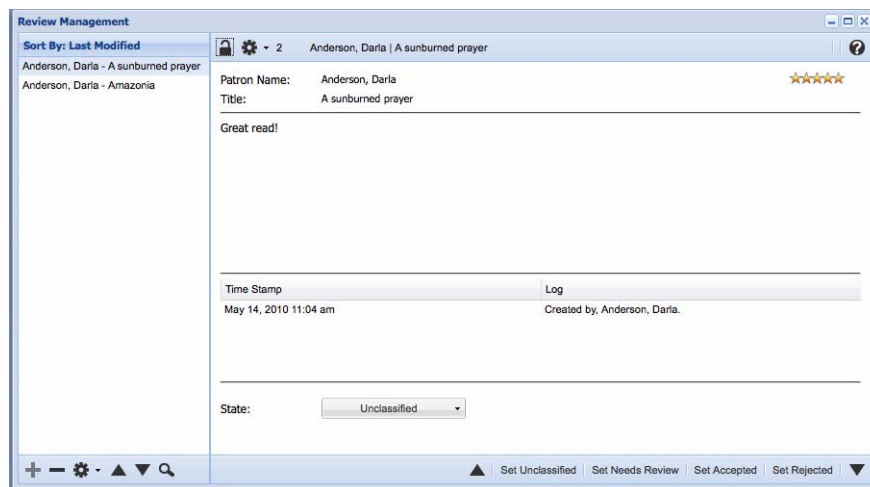 Review Management
Sort By: Last Modified
Anderson, Darla - A sunburned prayer
Anderson, Darla - Amazonia
2 Anderson, Darla | A sunburned prayer
Patron Name: Anderson, Darla
Title: A sunburned prayer
Great read!
Time Stamp Log
May 14, 2010 11:04 am Created by, Anderson, Darla.
State: Unclassified
Set Unclassified Set Needs Review Set Accepted Set Rejected